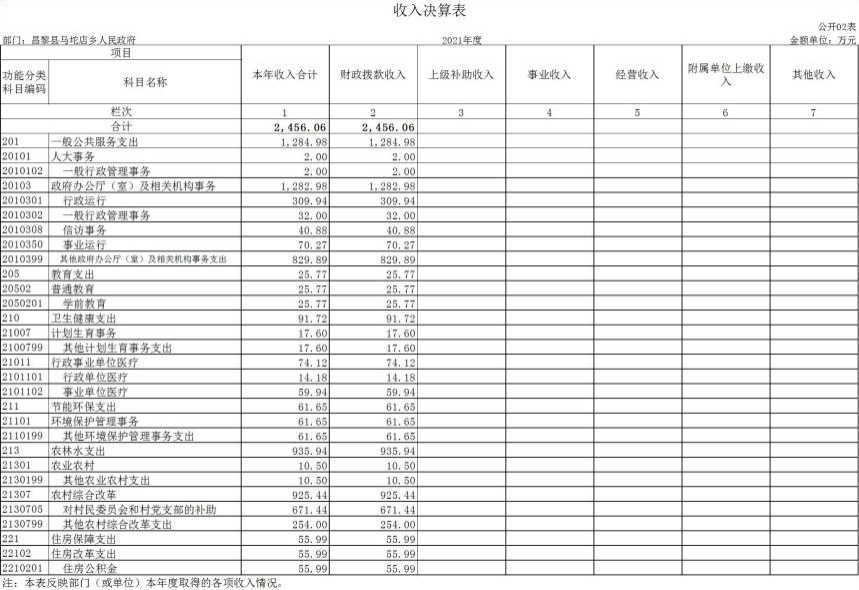 收入决算表
公开02表
部门：昌黎县马坨店乡人民政府 2021年度 金额单位：万元
项目 本年收入合计 财政拨款收入 上级补助收入 事业收入 经营收入 附属单位上缴收入 其他收入
功能分类科目编码 科目名称
栏次 1 2 3 4 5 6 7
合计 2,456.06 2,456.06
201 一般公共服务支出 1,284.98 1,284.98
20101 人大事务 2.00 2.00
2010102 一般行政管理事务 2.00 2.00
20103 政府办公厅（室）及相关机构事务 1,282.98 1,282.98
2010301 行政运行 309.94 309.94
2010302 一般行政管理事务 32.00 32.00
2010308 信访事务 40.88 40.88
2010350 事业运行 70.27 70.27
2010399 其他政府办公厅（室）及相关机构事务支出 829.89 829.89
205 教育支出 25.77 25.77
20502 普通教育 25.77 25.77
2050201 学前教育 25.77 25.77
210 卫生健康支出 91.72 91.72
21007 计划生育事务 17.60 17.60
2100799 其他计划生育事务支出 17.60 17.60
21011 行政事业单位医疗 74.12 74.12
2101101 行政单位医疗 14.18 14.18
2101102 事业单位医疗 59.94 59.94
211 节能环保支出 61.65 61.65
21101 环境保护管理事务 61.65 61.65
2110199 其他环境保护管理事务支出 61.65 61.65
213 农林水支出 935.94 935.94
21301 农业农村 10.50 10.50
2130199 其他农业农村支出 10.50 10.50
21307 农村综合改革 925.44 925.44
2130705 对村民委员会和村党支部的补助 671.44 671.44
2130799 其他农村综合改革支出 254.00 254.00
221 住房保障支出 55.99 55.99
22102 住房改革支出 55.99 55.99
2210201 住房公积金 55.99 55.99
注：本表反映部门（或单位）本年度取得的各项收入情况。